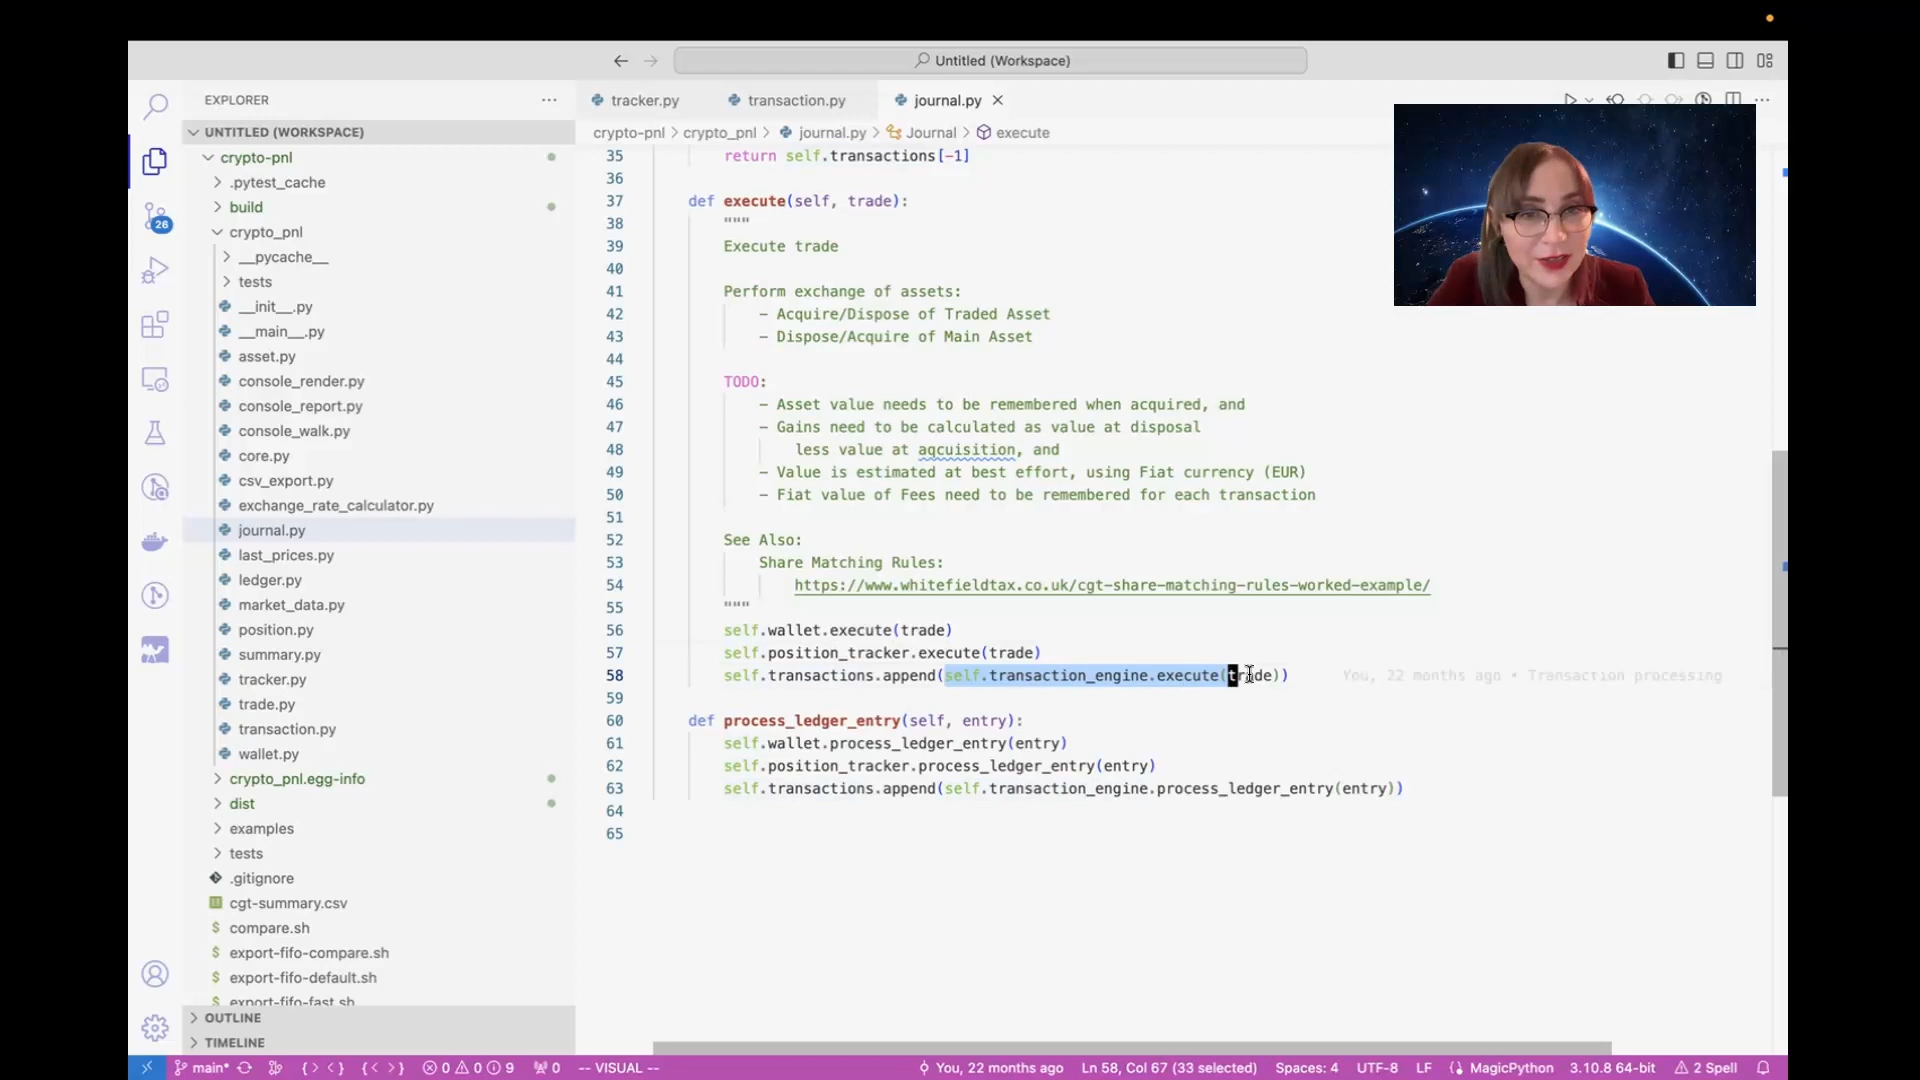 Untitled (Workspace)
EXPLORER
UNTITLED (WORKSPACE)
crypto-pnl
.pytest_cache
build
crypto_pnl
__pycache__
tests
__init__.py
__main__.py
asset.py
console_render.py
console_report.py
console_walk.py
core.py
csv_export.py
exchange_rate_calculator.py
journal.py
last_prices.py
ledger.py
market_data.py
position.py
summary.py
tracker.py
trade.py
transaction.py
wallet.py
crypto_pnl.egg-info
dist
examples
tests
.gitignore
cgt-summary.csv
compare.sh
export-fifo-compare.sh
export-fifo-default.sh
export-fifo-fast.sh
OUTLINE
TIMELINE
26
tracker.py transaction.py journal.py
crypto-pnl > crypto_pnl > journal.py > Journal > execute
35 return self.transactions[-1]
36
37 def execute(self, trade):
38 """
39 Execute trade
40
41 Perform exchange of assets:
42 - Acquire/Dispose of Traded Asset
43 - Dispose/Acquire of Main Asset
44
45 TODO:
46 - Asset value needs to be remembered when acquired, and
47 - Gains need to be calculated as value at disposal
48 less value at aqcuisition, and
49 - Value is estimated at best effort, using Fiat currency (EUR)
50 - Fiat value of Fees need to be remembered for each transaction
51
52 See Also:
53 Share Matching Rules:
54 https://www.whitefieldtax.co.uk/cgt-share-matching-rules-worked-example/
55 """
56 self.wallet.execute(trade)
57 self.position_tracker.execute(trade)
58 self.transactions.append(self.transaction_engine.execute(trade)) You, 22 months ago • Transaction processing
59
60 def process_ledger_entry(self, entry):
61 self.wallet.process_ledger_entry(entry)
62 self.position_tracker.process_ledger_entry(entry)
63 self.transactions.append(self.transaction_engine.process_ledger_entry(entry))
64
65
main* 0 0 9 0 -- VISUAL -- You, 22 months ago Ln 58, Col 67 (33 selected) Spaces: 4 UTF-8 LF MagicPython 3.10.8 64-bit 2 Spell